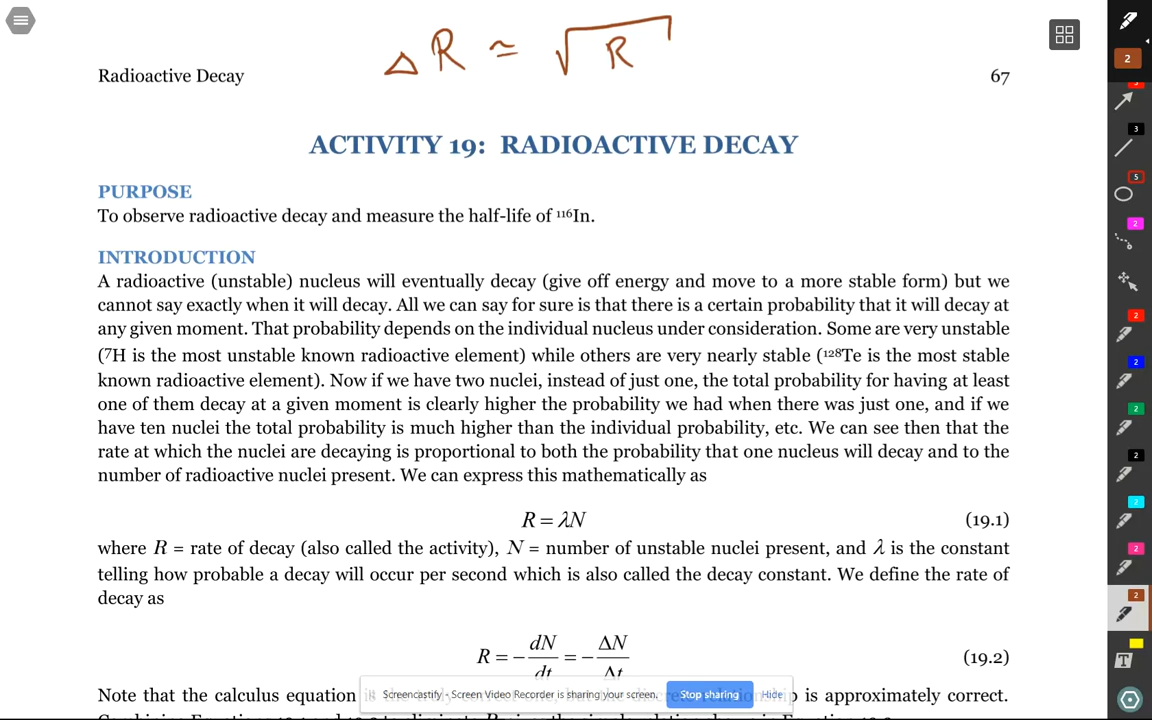 Δ R ≃ √R
Radioactive Decay 67
ACTIVITY 19: RADIOACTIVE DECAY
PURPOSE
To observe radioactive decay and measure the half-life of ¹¹⁶In.
INTRODUCTION
A radioactive (unstable) nucleus will eventually decay (give off energy and move to a more stable form) but we
cannot say exactly when it will decay. All we can say for sure is that there is a certain probability that it will decay at
any given moment. That probability depends on the individual nucleus under consideration. Some are very unstable
(⁷H is the most unstable known radioactive element) while others are very nearly stable (¹²⁸Te is the most stable
known radioactive element). Now if we have two nuclei, instead of just one, the total probability for having at least
one of them decay at a given moment is clearly higher the probability we had when there was just one, and if we
have ten nuclei the total probability is much higher than the individual probability, etc. We can see then that the
rate at which the nuclei are decaying is proportional to both the probability that one nucleus will decay and to the
number of radioactive nuclei present. We can express this mathematically as
R = λN (19.1)
where R = rate of decay (also called the activity), N = number of unstable nuclei present, and λ is the constant
telling how probable a decay will occur per second which is also called the decay constant. We define the rate of
decay as
R = −dN/dt = −ΔN/Δt (19.2)
Note that the calculus equation is approximately correct.
Screencastify - Screen Video Recorder is sharing your screen. Stop sharing Hide
2
3
5
2
2
2
2
2
2
2
2
T